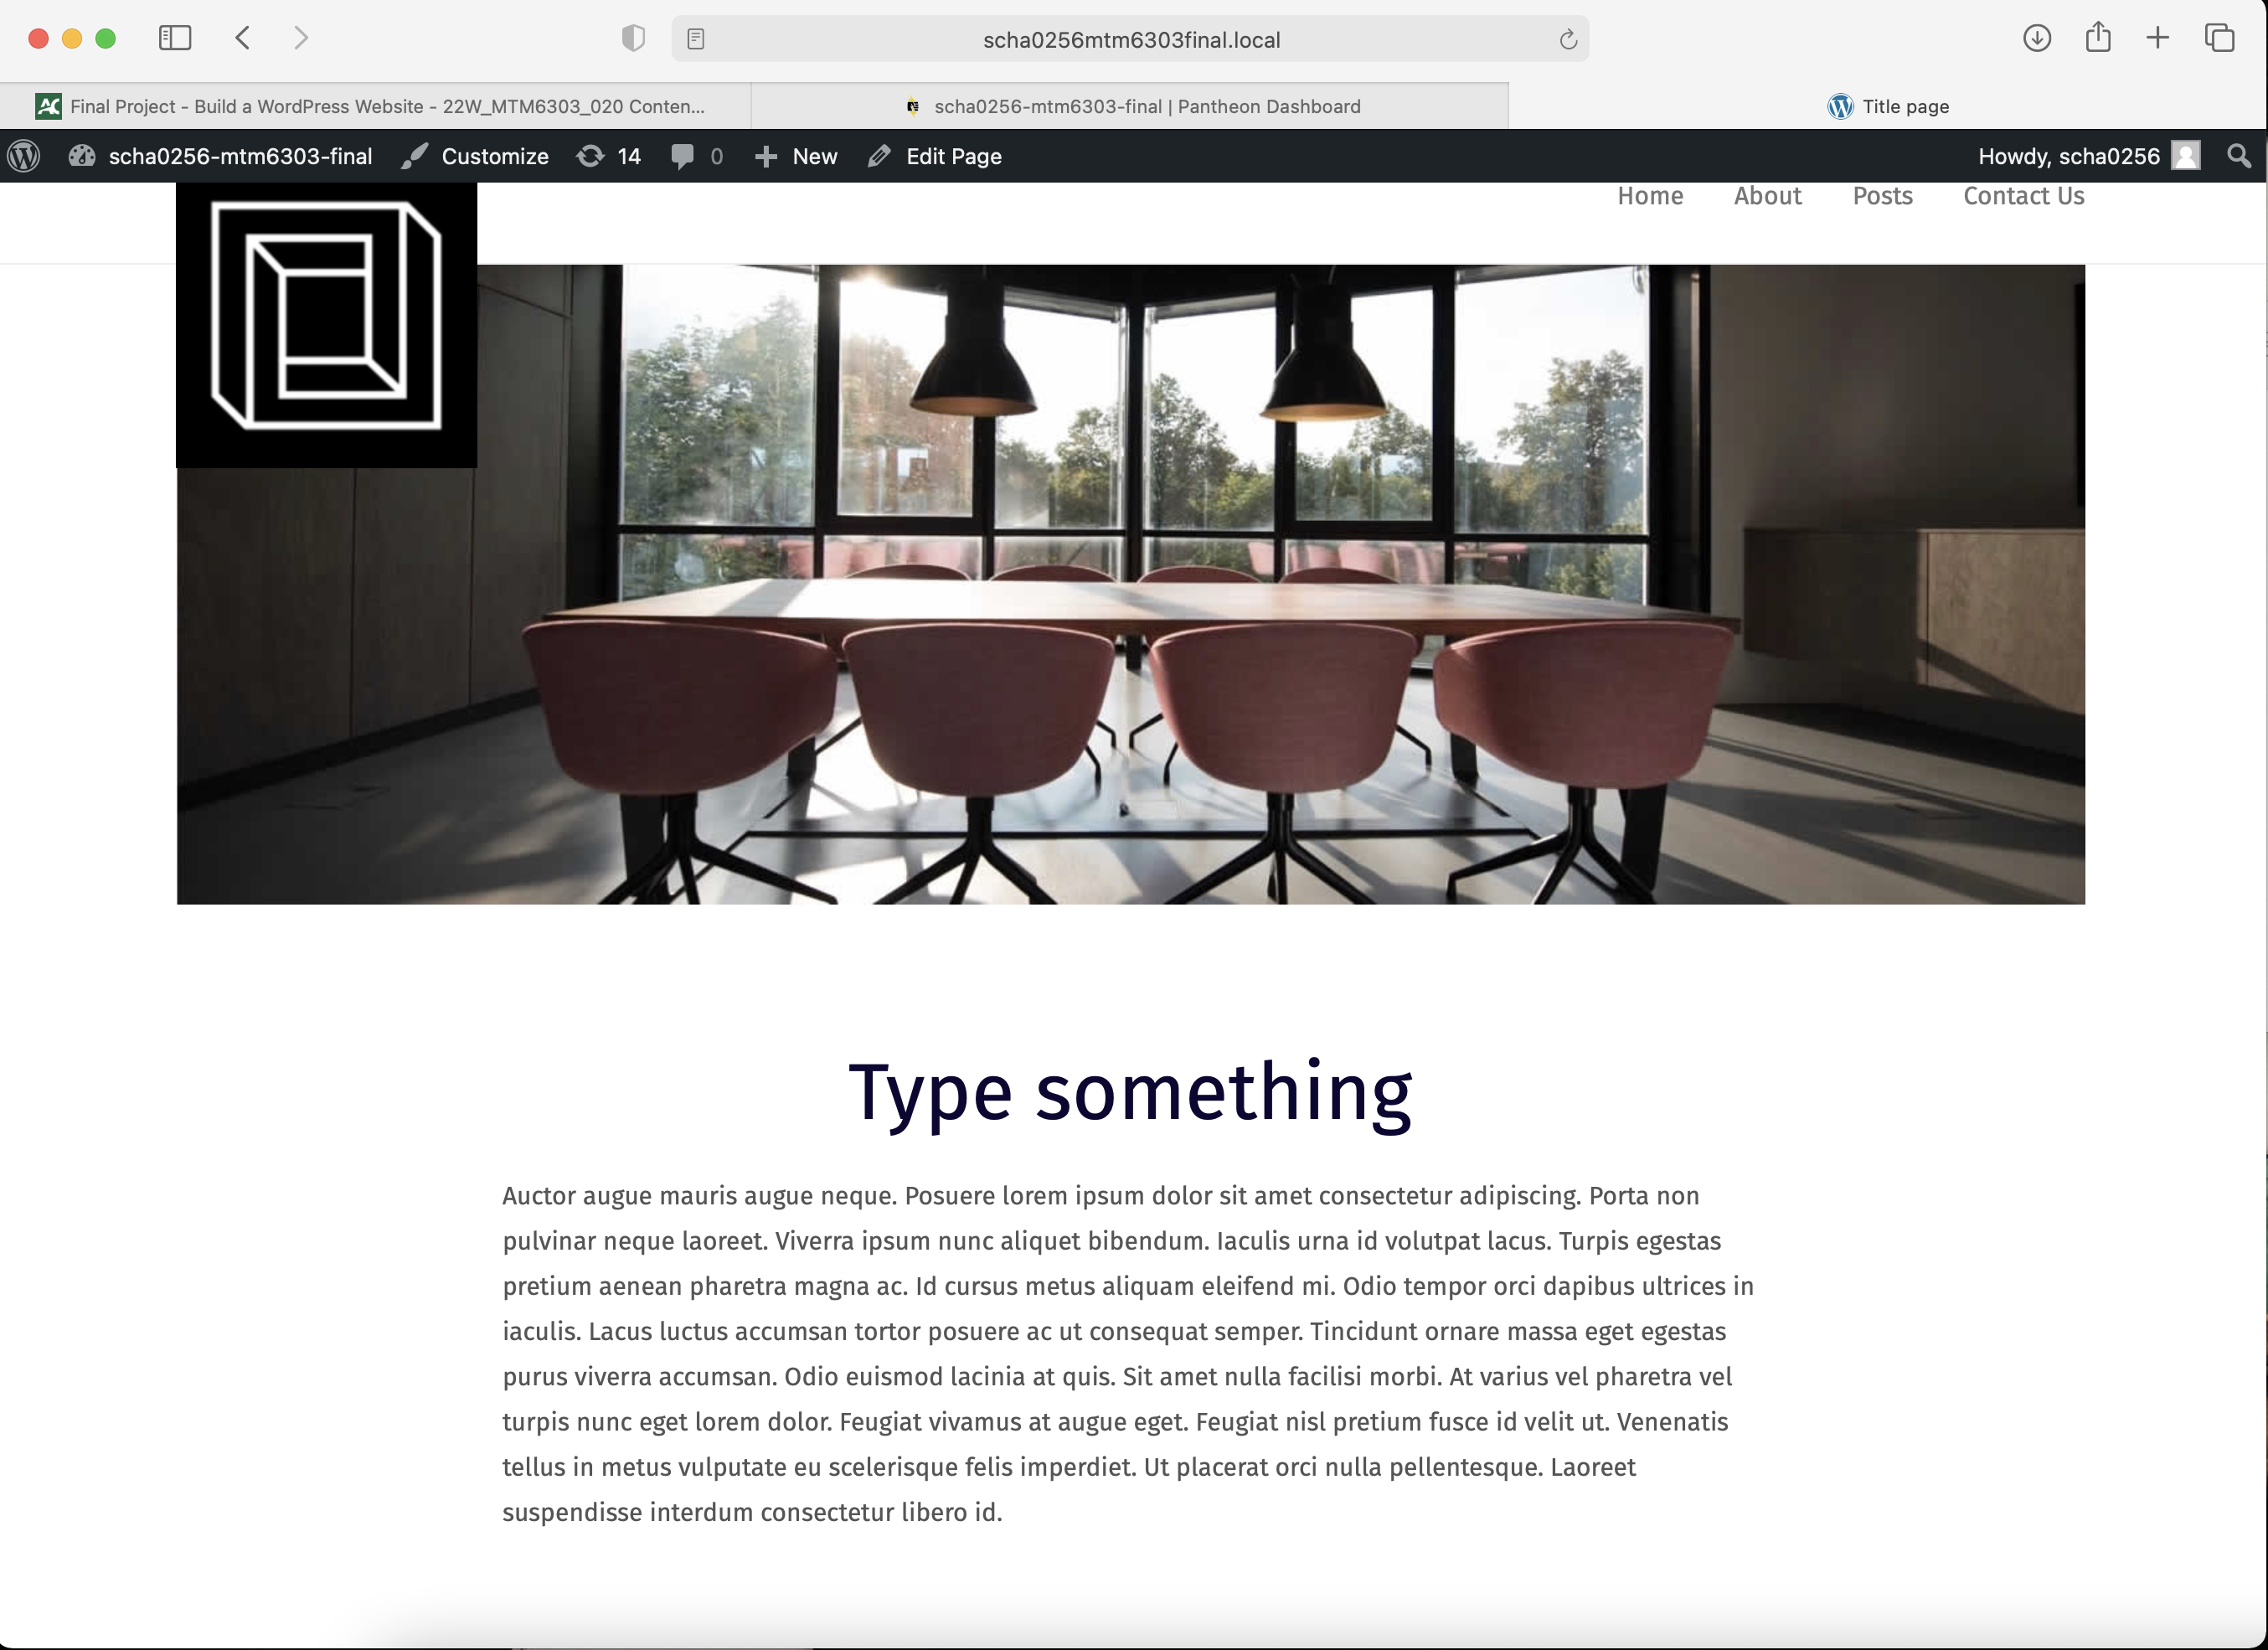 scha0256mtm6303final.local
Final Project - Build a WordPress Website - 22W_MTM6303_020 Conten...
scha0256-mtm6303-final | Pantheon Dashboard
Title page
scha0256-mtm6303-final
Customize
14
0
New
Edit Page
Howdy, scha0256
Home
About
Posts
Contact Us
Type something
Auctor augue mauris augue neque. Posuere lorem ipsum dolor sit amet consectetur adipiscing. Porta non
pulvinar neque laoreet. Viverra ipsum nunc aliquet bibendum. Iaculis urna id volutpat lacus. Turpis egestas
pretium aenean pharetra magna ac. Id cursus metus aliquam eleifend mi. Odio tempor orci dapibus ultrices in
iaculis. Lacus luctus accumsan tortor posuere ac ut consequat semper. Tincidunt ornare massa eget egestas
purus viverra accumsan. Odio euismod lacinia at quis. Sit amet nulla facilisi morbi. At varius vel pharetra vel
turpis nunc eget lorem dolor. Feugiat vivamus at augue eget. Feugiat nisl pretium fusce id velit ut. Venenatis
tellus in metus vulputate eu scelerisque felis imperdiet. Ut placerat orci nulla pellentesque. Laoreet
suspendisse interdum consectetur libero id.